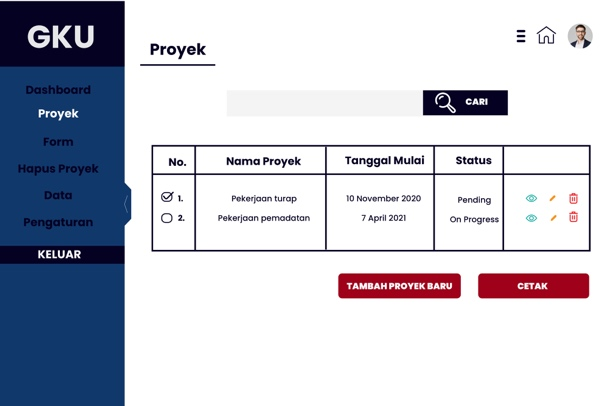 GKU
Dashboard
Proyek
Form
Hapus Proyek
Data
Pengaturan
KELUAR
Proyek
CARI
No. Nama Proyek Tanggal Mulai Status
1. Pekerjaan turap 10 November 2020 Pending
2. Pekerjaan pemadatan 7 April 2021 On Progress
TAMBAH PROYEK BARU CETAK